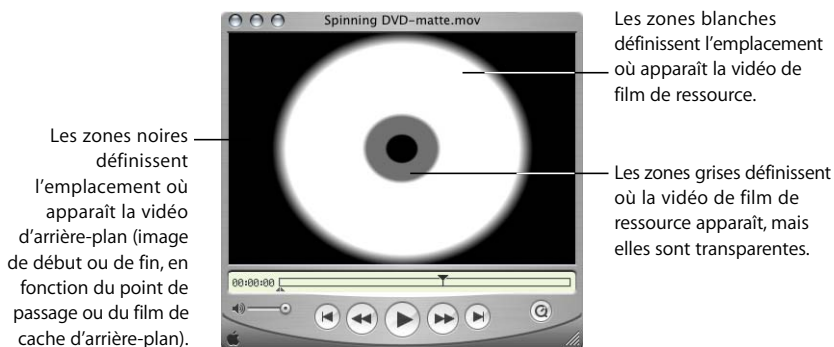 Spinning DVD-matte.mov
Les zones blanches
définissent l'emplacement
où apparaît la vidéo de
film de ressource.
Les zones noires
définissent
l'emplacement où
apparaît la vidéo
d'arrière-plan (image
de début ou de fin, en
fonction du point de
passage ou du film de
cache d'arrière-plan).
Les zones grises définissent
où la vidéo de film de
ressource apparaît, mais
elles sont transparentes.
00:00:00